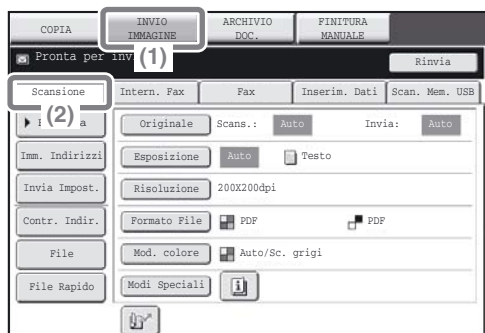 COPIA
INVIO IMMAGINE
ARCHIVIO DOC.
FINITURA MANUALE
Pronta per
(1)
Rinvia
Scansione
Intern. Fax
Fax
Inserim. Dati
Scan. Mem. USB
(2)
Originale Scans.: Auto Invia: Auto
Imm. Indirizzi
Esposizione Auto Testo
Invia Impost.
Risoluzione 200X200dpi
Contr. Indir.
Formato File PDF PDF
File
Mod. colore Auto/Sc. grigi
File Rapido
Modi Speciali